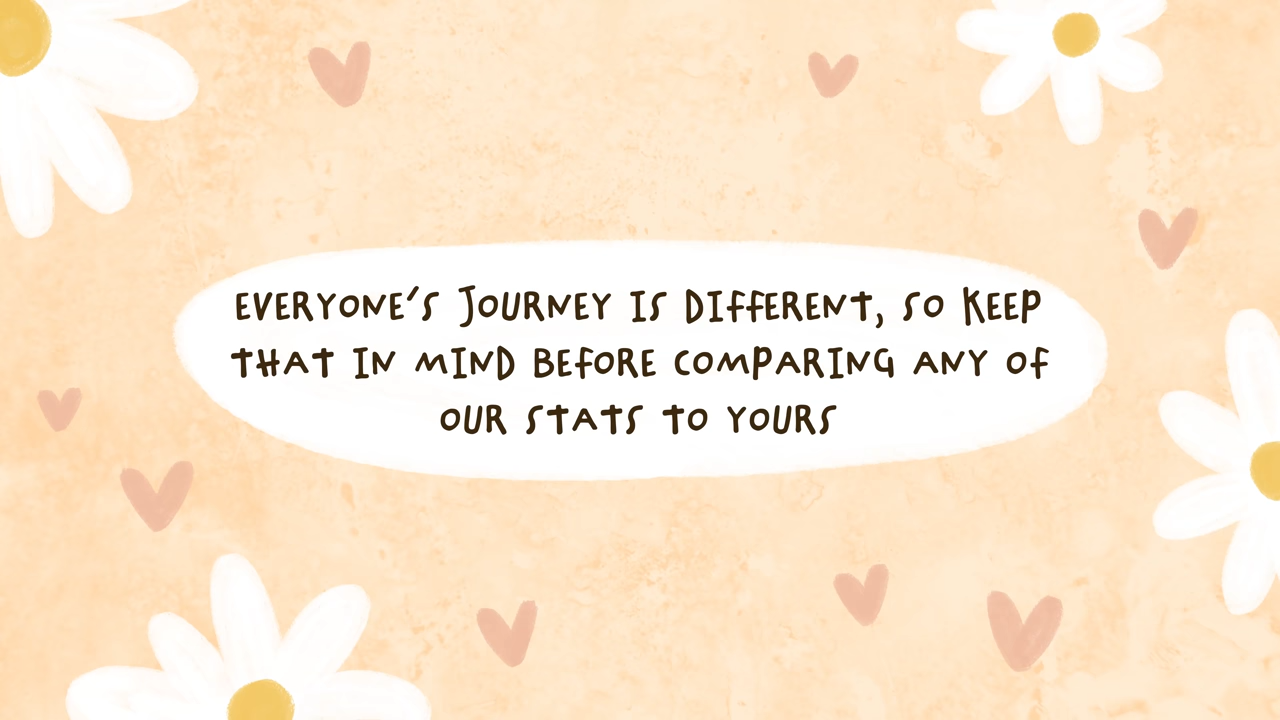 EVERYONE'S JOURNEY IS DIFFERENT, SO KEEP
THAT IN MIND BEFORE COMPARING ANY OF
OUR STATS TO YOURS